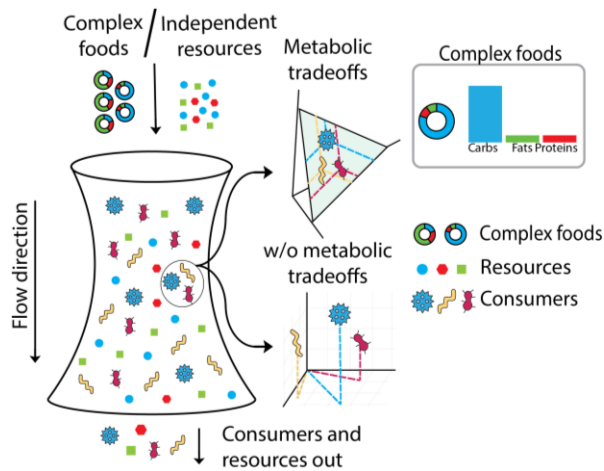 Complex foods
/
Independent resources
Metabolic tradeoffs
Complex foods
Carbs
Fats
Proteins
Flow direction
w/o metabolic tradeoffs
Complex foods
Resources
Consumers
Consumers and
resources out